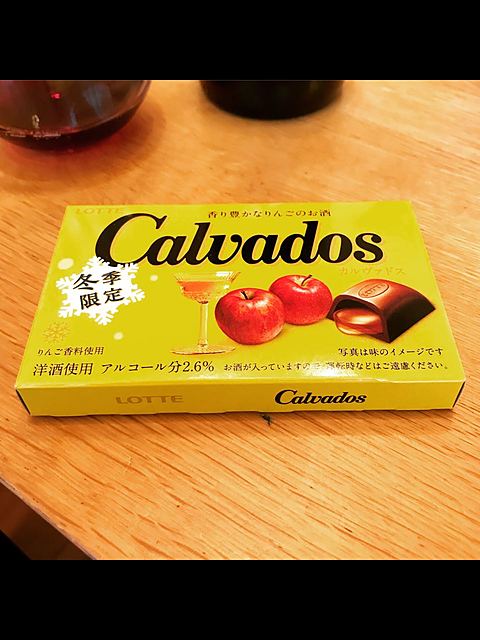 LOTTE
香り豊かなりんごのお酒
Calvados
カルヴァドス
冬季
限定
LOTTE
りんご香料使用
写真は味のイメージです
洋酒使用 アルコール分2.6%
お酒が入っていますので、運転時などはご遠慮ください。
LOTTE
Calvados